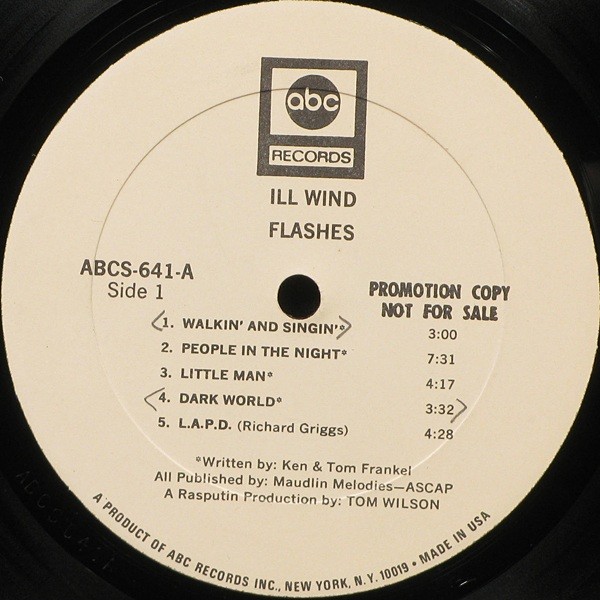 abc
RECORDS
ILL WIND
FLASHES
ABCS-641-A
Side 1
PROMOTION COPY
NOT FOR SALE
1. WALKIN' AND SINGIN'* 3:00
2. PEOPLE IN THE NIGHT* 7:31
3. LITTLE MAN* 4:17
4. DARK WORLD* 3:32
5. L.A.P.D. (Richard Griggs) 4:28
*Written by: Ken & Tom Frankel
All Published by: Maudlin Melodies—ASCAP
A Rasputin Production by: TOM WILSON
A PRODUCT OF ABC RECORDS INC., NEW YORK, N.Y. 10019 • MADE IN USA